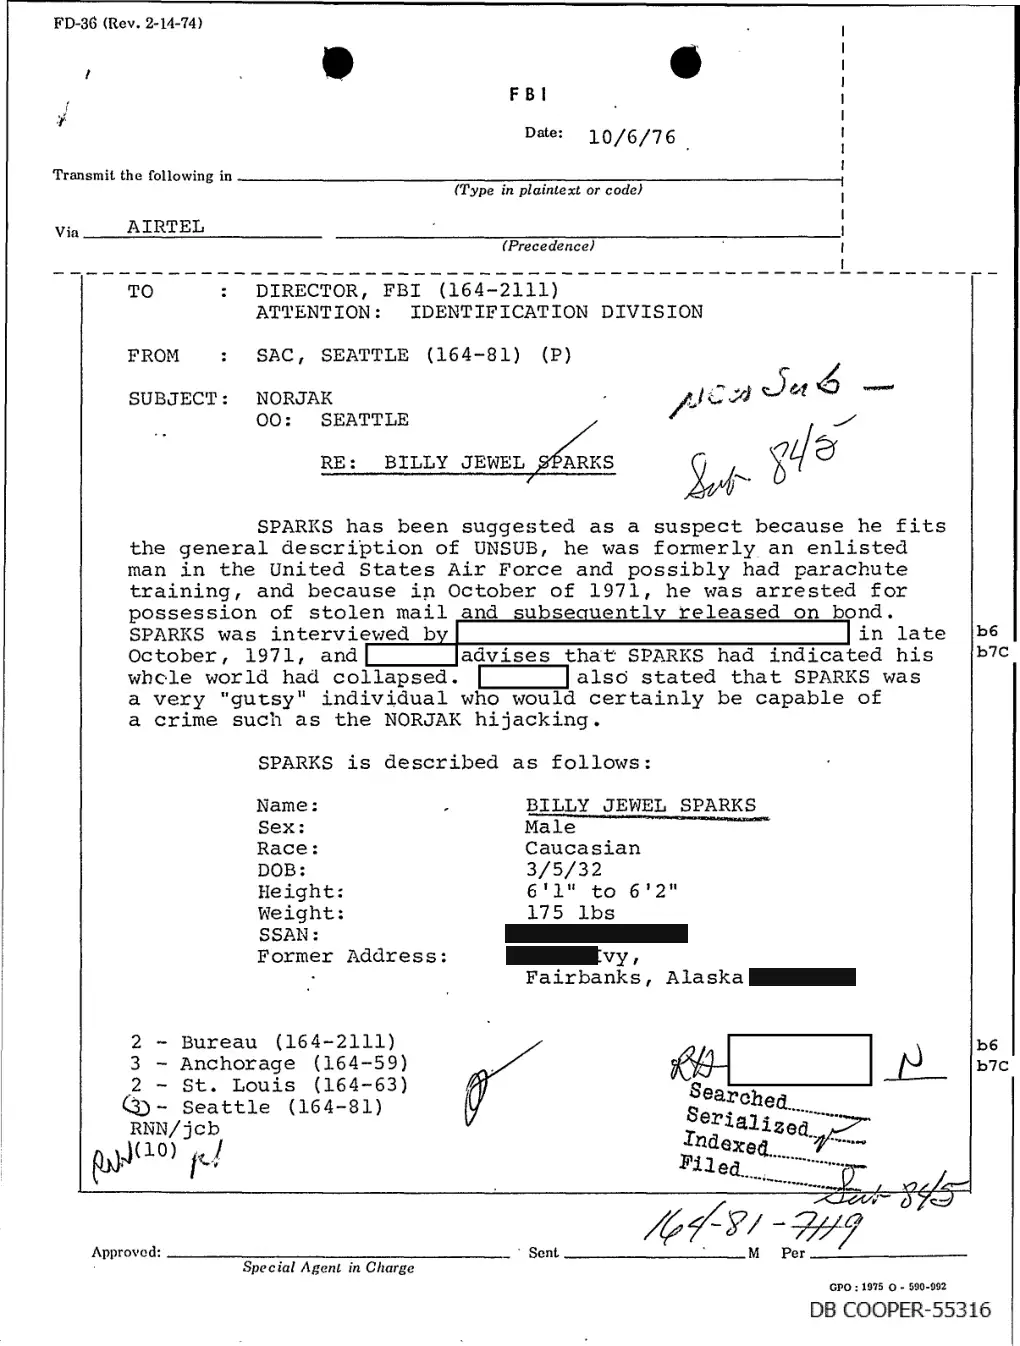 FD-36 (Rev. 2-14-74)
FBI
Date: 10/6/76
Transmit the following in
(Type in plaintext or code)
Via AIRTEL
(Precedence)
TO : DIRECTOR, FBI (164-2111)
ATTENTION: IDENTIFICATION DIVISION
FROM : SAC, SEATTLE (164-81) (P)
SUBJECT: NORJAK
OO: SEATTLE
New Sub -
Sub 845
RE: BILLY JEWEL SPARKS
SPARKS has been suggested as a suspect because he fits
the general description of UNSUB, he was formerly an enlisted
man in the United States Air Force and possibly had parachute
training, and because in October of 1971, he was arrested for
possession of stolen mail and subsequently released on bond.
SPARKS was interviewed by in late
October, 1971, and advises that SPARKS had indicated his
whole world had collapsed. also stated that SPARKS was
a very "gutsy" individual who would certainly be capable of
a crime such as the NORJAK hijacking.
b6
b7C
SPARKS is described as follows:
Name: BILLY JEWEL SPARKS
Sex: Male
Race: Caucasian
DOB: 3/5/32
Height: 6'1" to 6'2"
Weight: 175 lbs
SSAN:
Former Address: Ivy,
Fairbanks, Alaska
2 - Bureau (164-2111)
3 - Anchorage (164-59)
2 - St. Louis (164-63)
(3) - Seattle (164-81)
RNN/jcb
(10)
b6
b7C
N
Searched
Serialized
Indexed
Filed
Sub 845
164-81-7119
Approved: Sent M Per
Special Agent in Charge
GPO : 1975 O - 590-992
DB COOPER-55316